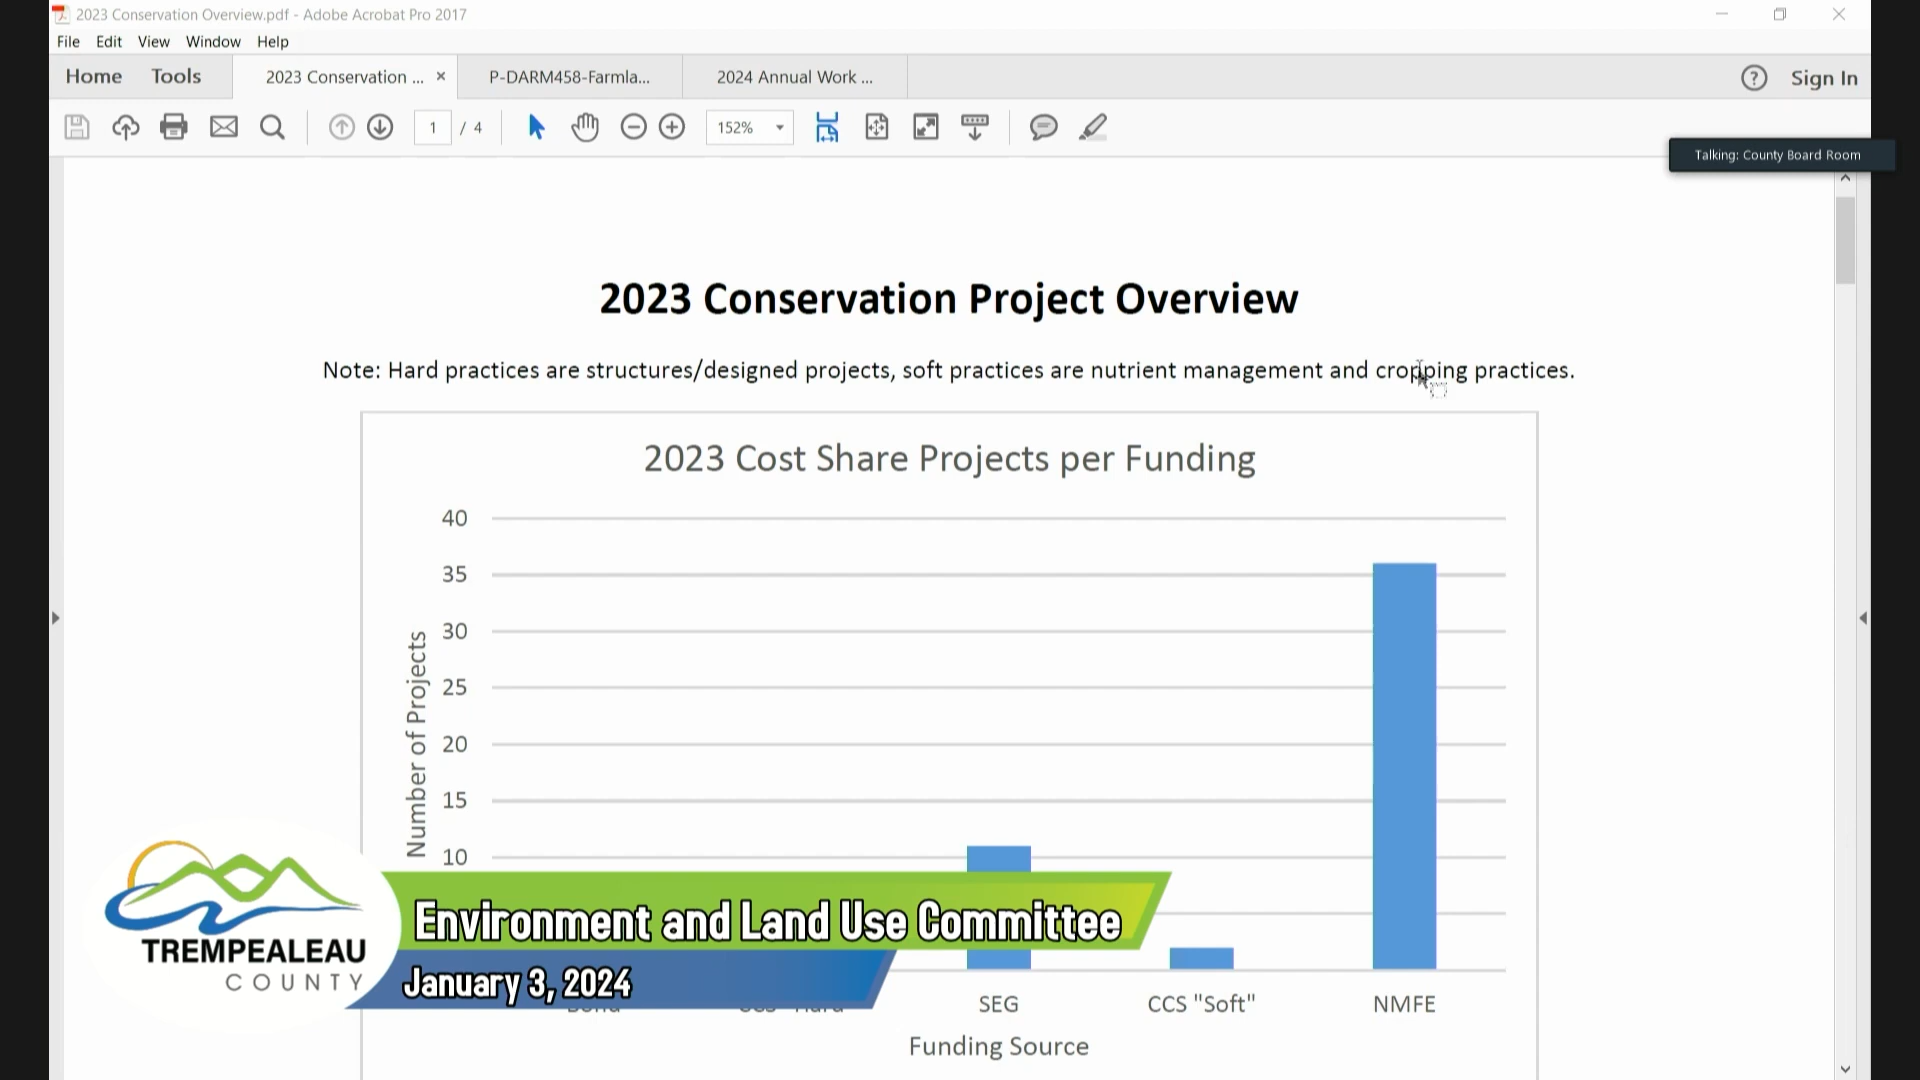 2023 Conservation Overview.pdf - Adobe Acrobat Pro 2017
File Edit View Window Help
Home Tools 2023 Conservation ... × P-DARM458-Farmla... 2024 Annual Work ... ? Sign In
1 / 4 152%
Talking: County Board Room
2023 Conservation Project Overview
Note: Hard practices are structures/designed projects, soft practices are nutrient management and cropping practices.
2023 Cost Share Projects per Funding
40
35
30
25
20
15
10
Number of Projects
Environment and Land Use Committee
January 3, 2024
TREMPEALEAU
COUNTY
SEG CCS "Soft" NMFE
Funding Source